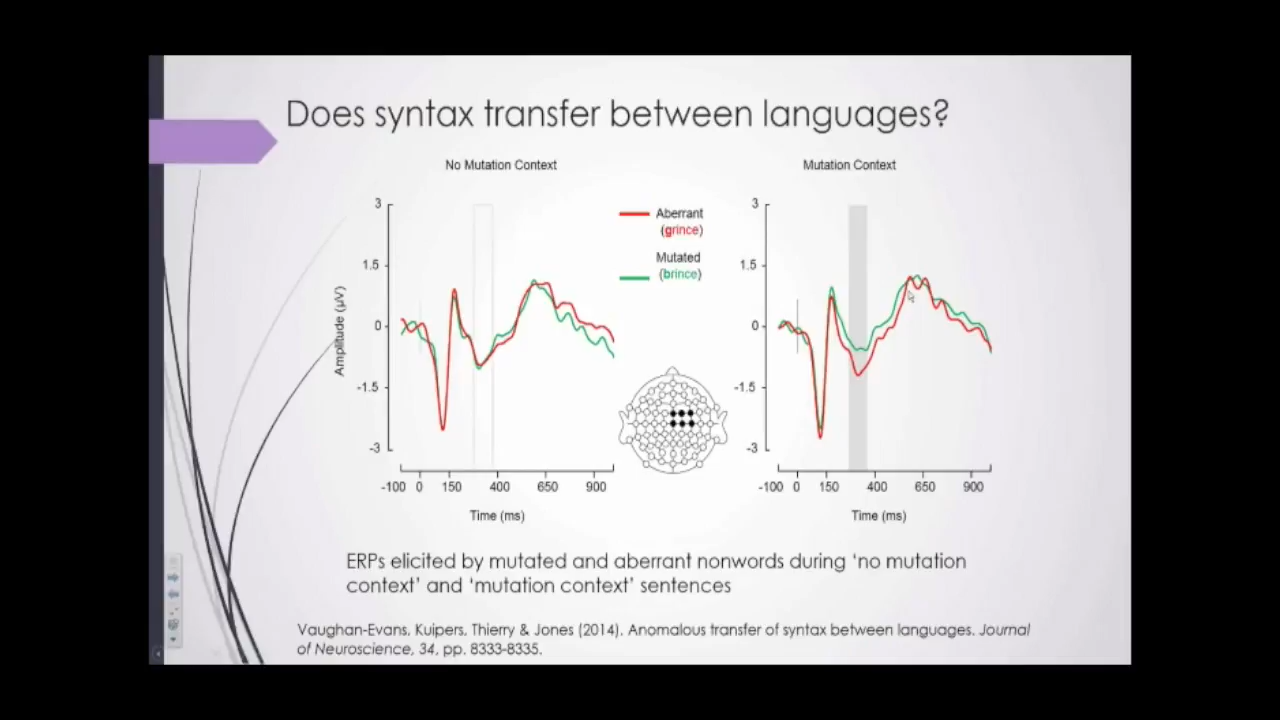 Does syntax transfer between languages?
No Mutation Context
Mutation Context
3
1.5
0
-1.5
-3
Amplitude (µV)
-100 0 150 400 650 900
Time (ms)
Aberrant
(grince)
Mutated
(brince)
3
1.5
0
-1.5
-3
-100 0 150 400 650 900
Time (ms)
ERPs elicited by mutated and aberrant nonwords during ‘no mutation
context’ and ‘mutation context’ sentences
Vaughan-Evans, Kuipers, Thierry & Jones (2014). Anomalous transfer of syntax between languages. Journal
of Neuroscience, 34, pp. 8333-8335.